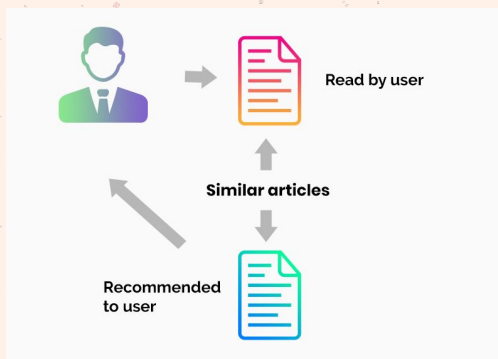 Read by user
Similar articles
Recommended
to user